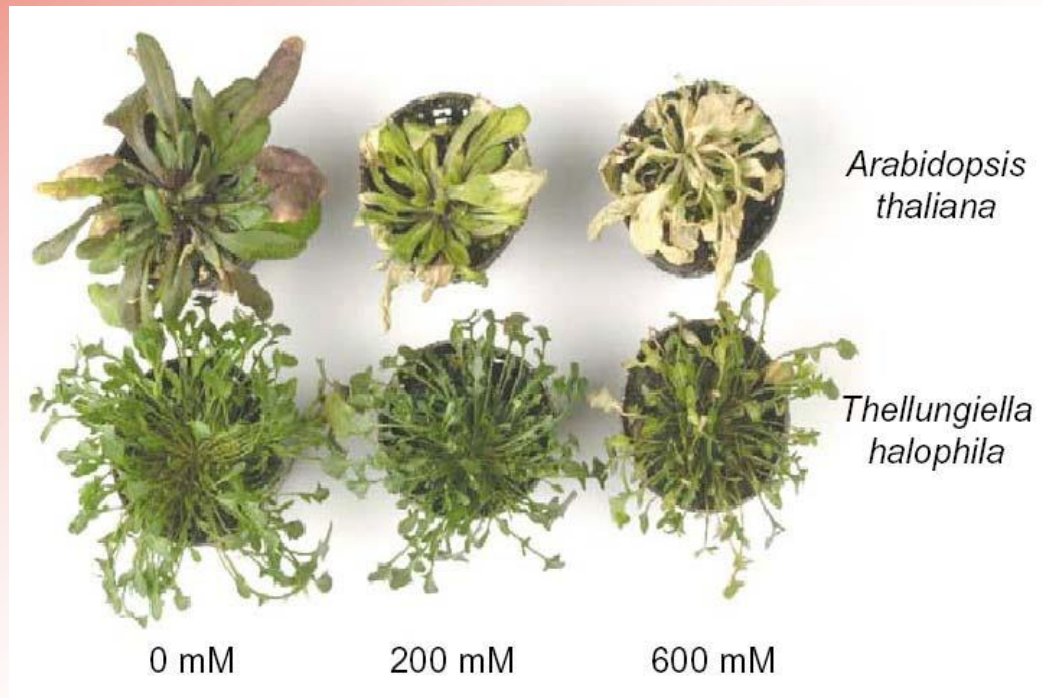 Arabidopsis
thaliana
Thellungiella
halophila
0 mM
200 mM
600 mM